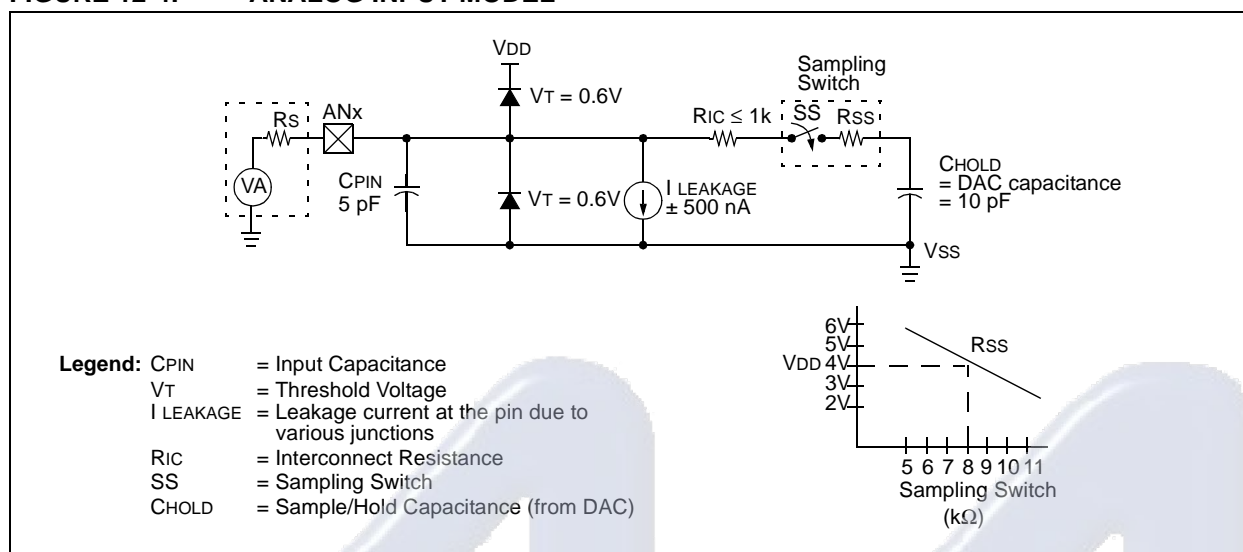 FIGURE 12-4: ANALOG INPUT MODEL
VDD
Sampling
Switch
VT = 0.6V
ANx
RS
RIC ≤ 1k
SS
RSS
VA
CPIN
5 pF
VT = 0.6V
I LEAKAGE
± 500 nA
CHOLD
= DAC capacitance
= 10 pF
VSS
6V
5V
VDD 4V
3V
2V
RSS
5 6 7 8 9 10 11
Sampling Switch
(kΩ)
Legend: CPIN = Input Capacitance
VT = Threshold Voltage
I LEAKAGE = Leakage current at the pin due to
various junctions
RIC = Interconnect Resistance
SS = Sampling Switch
CHOLD = Sample/Hold Capacitance (from DAC)